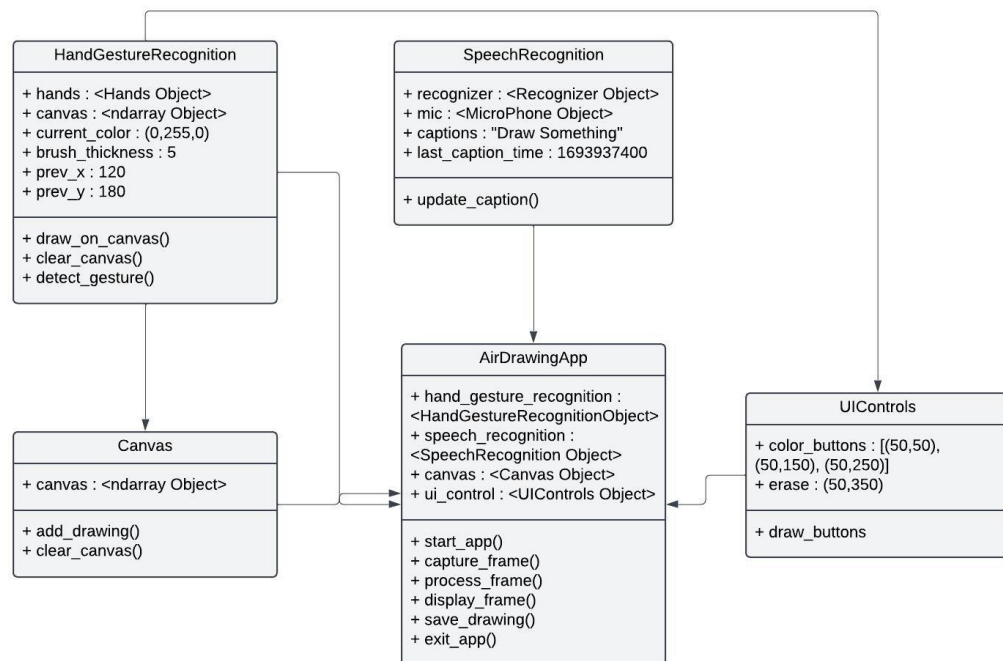 HandGestureRecognition
+ hands : <Hands Object>
+ canvas : <ndarray Object>
+ current_color : (0,255,0)
+ brush_thickness : 5
+ prev_x : 120
+ prev_y : 180
+ draw_on_canvas()
+ clear_canvas()
+ detect_gesture()
SpeechRecognition
+ recognizer : <Recognizer Object>
+ mic : <MicroPhone Object>
+ captions : "Draw Something"
+ last_caption_time : 1693937400
+ update_caption()
AirDrawingApp
+ hand_gesture_recognition :
<HandGestureRecognitionObject>
+ speech_recognition :
<SpeechRecognition Object>
+ canvas : <Canvas Object>
+ ui_control : <UIControls Object>
+ start_app()
+ capture_frame()
+ process_frame()
+ display_frame()
+ save_drawing()
+ exit_app()
UIControls
+ color_buttons : [(50,50),
(50,150), (50,250)]
+ erase : (50,350)
+ draw_buttons
Canvas
+ canvas : <ndarray Object>
+ add_drawing()
+ clear_canvas()